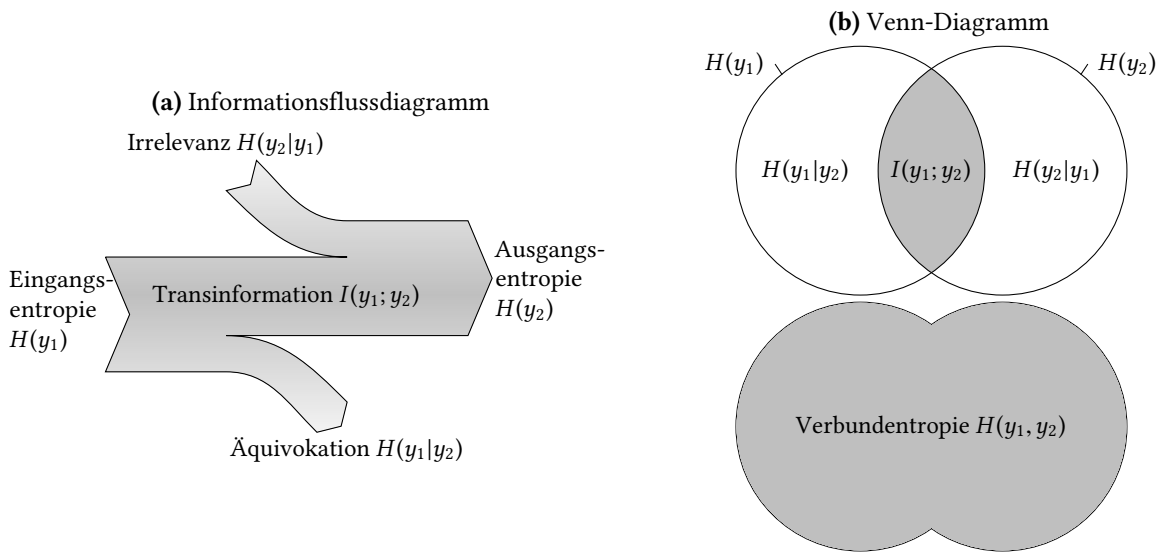 (a) Informationsflussdiagramm
Irrelevanz H(y₂|y₁)
Eingangs-
entropie
H(y₁)
Transinformation I(y₁; y₂)
Ausgangs-
entropie
H(y₂)
Äquivokation H(y₁|y₂)
(b) Venn-Diagramm
H(y₁)
H(y₂)
H(y₁|y₂)
I(y₁; y₂)
H(y₂|y₁)
Verbundentropie H(y₁, y₂)